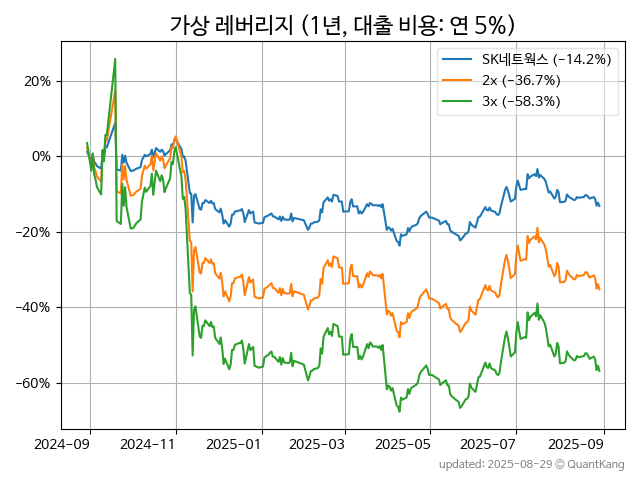 가상 레버리지 (1년, 대출 비용: 연 5%)
SK네트웍스 (−14.2%)
2x (−36.7%)
3x (−58.3%)
20%
0%
−20%
−40%
−60%
2024-09 2024-11 2025-01 2025-03 2025-05 2025-07 2025-09
updated: 2025-08-29 © QuantKang